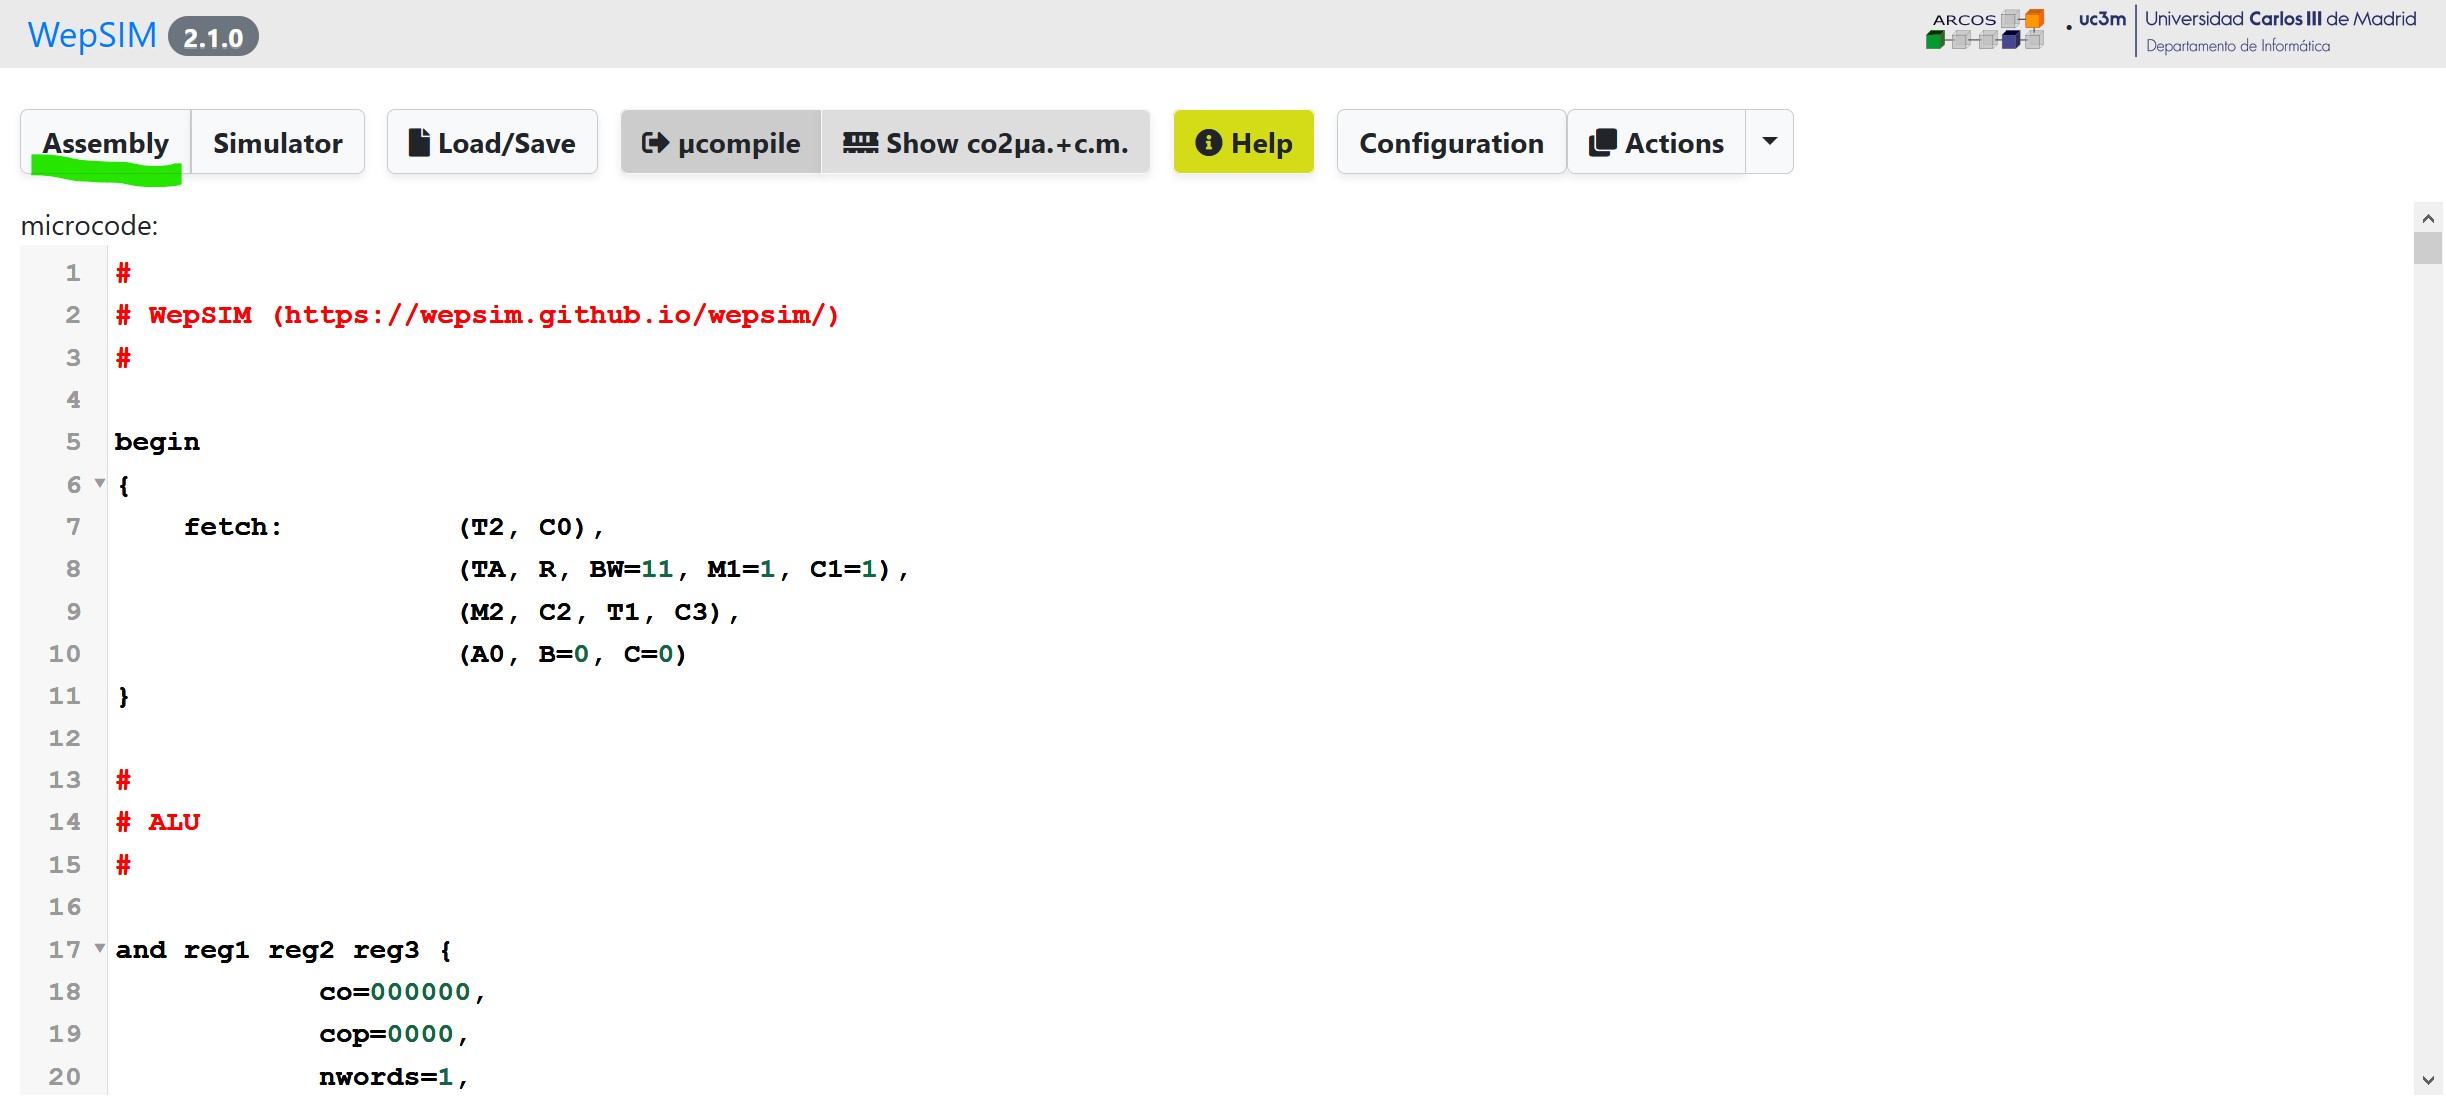 WepSIM 2.1.0
ARCOS
. uc3m Universidad Carlos III de Madrid
Departamento de Informática
Assembly Simulator Load/Save µcompile Show co2µa.+c.m. Help Configuration Actions
microcode:
1 #
2 # WepSIM (https://wepsim.github.io/wepsim/)
3 #
4
5 begin
6 {
7 fetch: (T2, C0),
8 (TA, R, BW=11, M1=1, C1=1),
9 (M2, C2, T1, C3),
10 (A0, B=0, C=0)
11 }
12
13 #
14 # ALU
15 #
16
17 and reg1 reg2 reg3 {
18 co=000000,
19 cop=0000,
20 nwords=1,